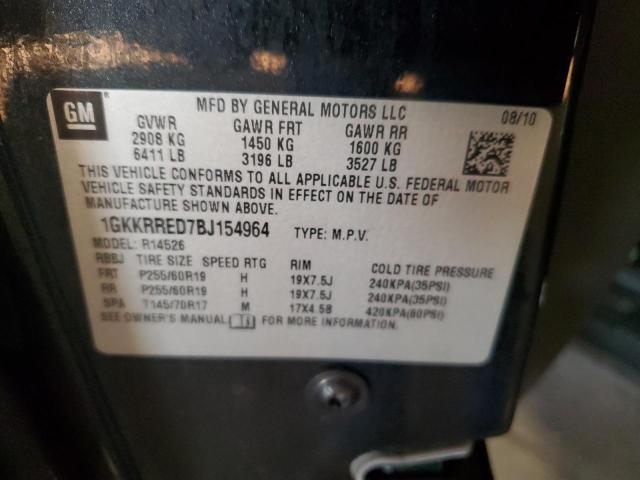 GM
MFD BY GENERAL MOTORS LLC
08/10
GVWR GAWR FRT GAWR RR
2908 KG 1450 KG 1600 KG
6411 LB 3196 LB 3527 LB
THIS VEHICLE CONFORMS TO ALL APPLICABLE U.S. FEDERAL MOTOR
VEHICLE SAFETY STANDARDS IN EFFECT ON THE DATE OF
MANUFACTURE SHOWN ABOVE.
1GKKRRED7BJ154964 TYPE: M.P.V.
MODEL: R14526
RBBJ TIRE SIZE SPEED RTG RIM COLD TIRE PRESSURE
FRT P255/60R19 H 19X7.5J 240KPA(35PSI)
RR P255/60R19 H 19X7.5J 240KPA(35PSI)
SPA T145/70R17 M 17X4.5B 420KPA(60PSI)
SEE OWNER'S MANUAL FOR MORE INFORMATION.